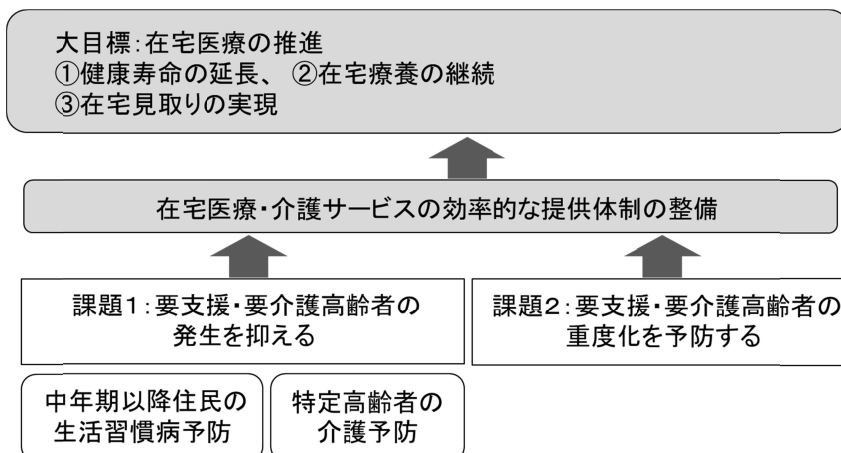 大目標:在宅医療の推進
①健康寿命の延長、 ②在宅療養の継続
③在宅見取りの実現
在宅医療・介護サービスの効率的な提供体制の整備
課題1:要支援・要介護高齢者の
発生を抑える
課題2:要支援・要介護高齢者の
重度化を予防する
中年期以降住民の
生活習慣病予防
特定高齢者の
介護予防